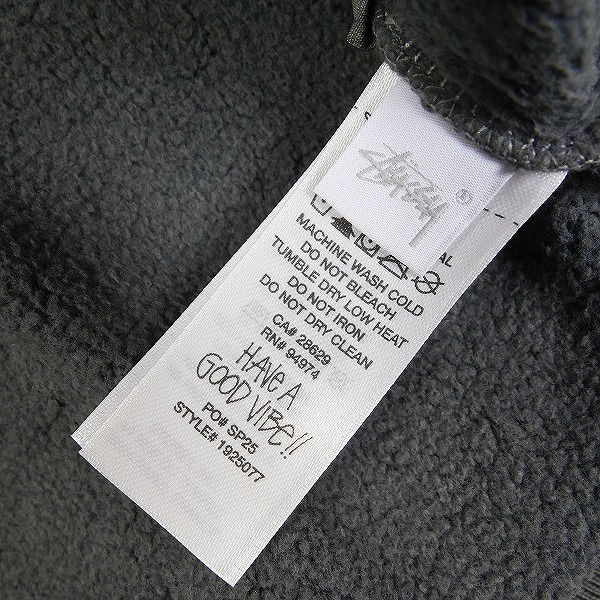 Stüssy
MACHINE WASH COLD
DO NOT BLEACH
TUMBLE DRY LOW HEAT
DO NOT IRON
DO NOT DRY CLEAN
CA# 28629
RN# 94974
HAVE A
GOOD VIBE!!
PO# SP25
STYLE# 1925077